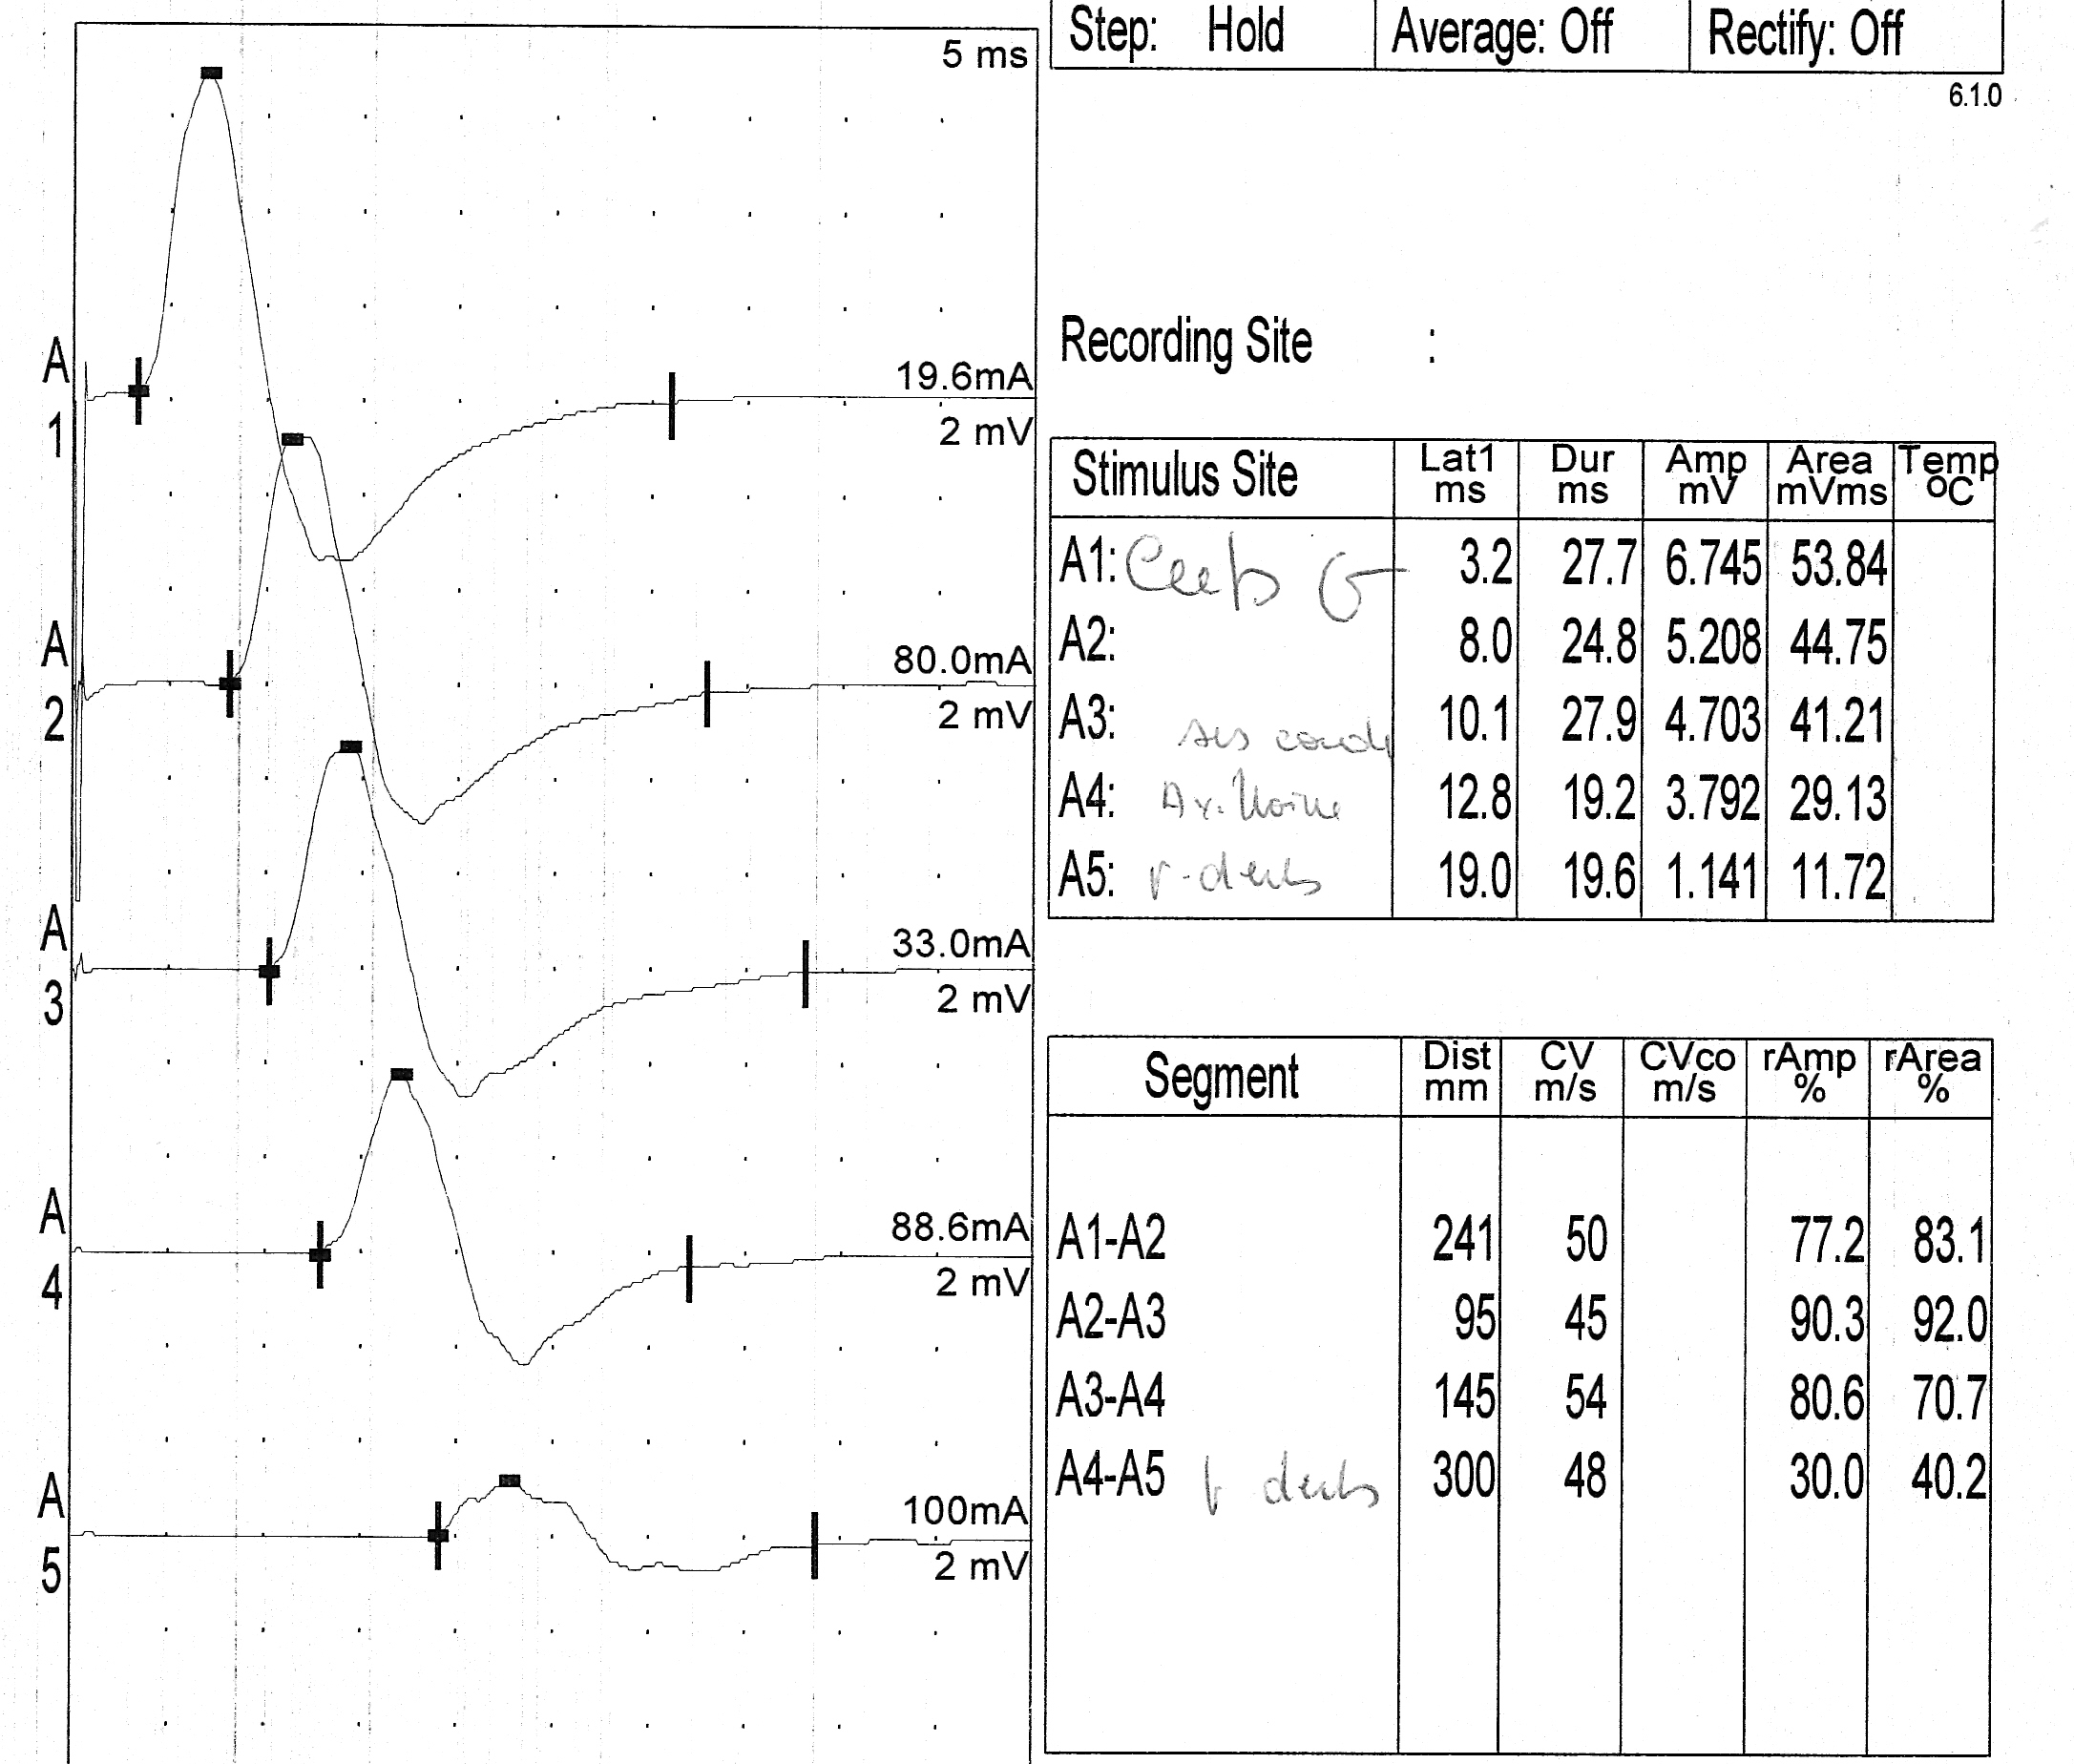 Step: Hold Average: Off Rectify: Off
6.1.0
5 ms
Recording Site :
A
1
19.6mA
2 mV
A
2
80.0mA
2 mV
A
3
33.0mA
2 mV
A
4
88.6mA
2 mV
A
5
100mA
2 mV
Stimulus Site Lat1 ms Dur ms Amp mV Area mVms Temp ºC
A1: 3.2 27.7 6.745 53.84
A2: 8.0 24.8 5.208 44.75
A3: 10.1 27.9 4.703 41.21
A4: 12.8 19.2 3.792 29.13
A5: 19.0 19.6 1.141 11.72
Segment Dist mm CV m/s CVco m/s rAmp % rArea %
A1-A2 241 50 77.2 83.1
A2-A3 95 45 90.3 92.0
A3-A4 145 54 80.6 70.7
A4-A5 300 48 30.0 40.2